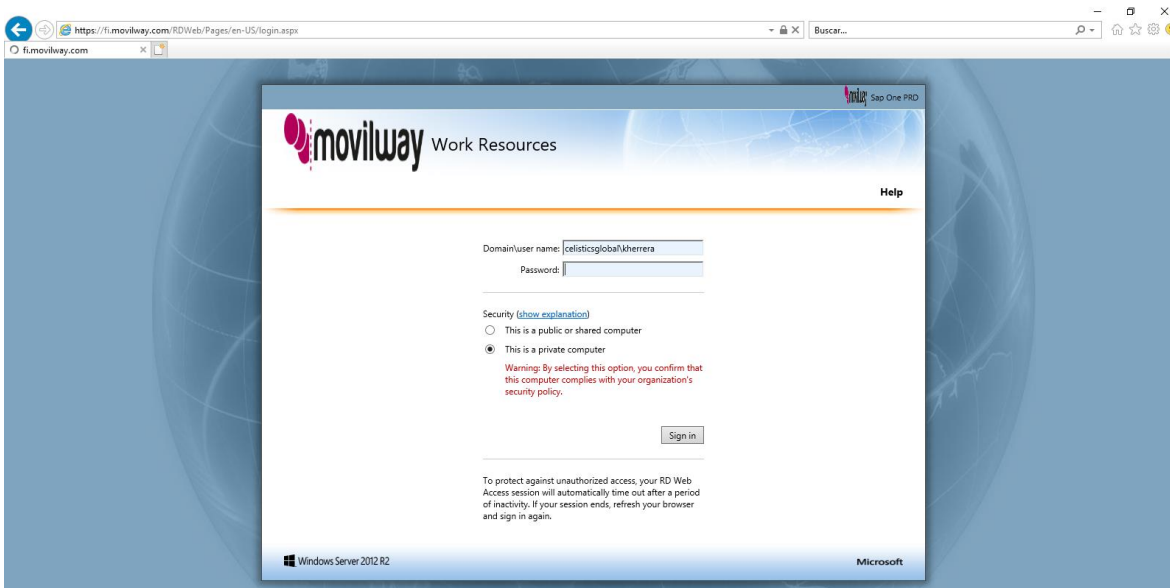 https://fi.movilway.com/RDWeb/Pages/en-US/login.aspx
Buscar...
fi.movilway.com
movilway Sap One PRD
movilway Work Resources
Help
Domain\user name: celisticsglobal\kherrera
Password:
Security (show explanation)
This is a public or shared computer
This is a private computer
Warning: By selecting this option, you confirm that
this computer complies with your organization's
security policy.
Sign in
To protect against unauthorized access, your RD Web
Access session will automatically time out after a period
of inactivity. If your session ends, refresh your browser
and sign in again.
Windows Server 2012 R2
Microsoft